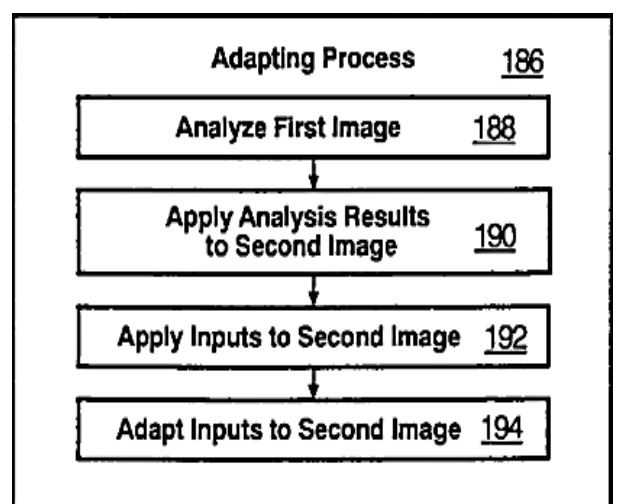 Adapting Process 186
Analyze First Image 188
Apply Analysis Results
to Second Image 190
Apply Inputs to Second Image 192
Adapt Inputs to Second Image 194